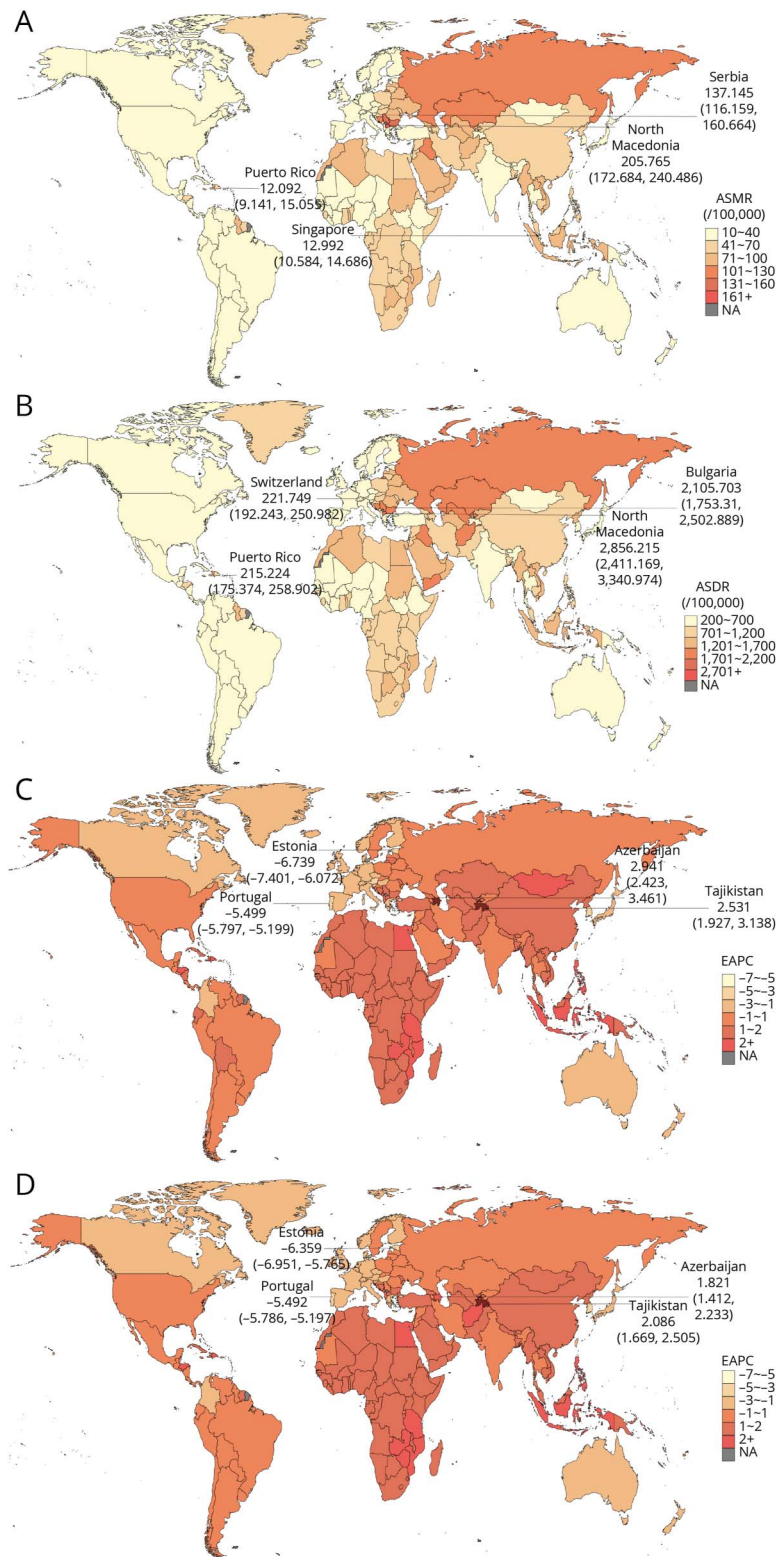 A
Serbia
137.145
(116.159,
160.664)
North
Macedonia
205.765
(172.684, 240.486)
Puerto Rico
12.092
(9.141, 15.055)
Singapore
12.992
(10.584, 14.686)
ASMR
(/100,000)
10~40
41~70
71~100
101~130
131~160
161+
NA
B
Switzerland
221.749
(192.243, 250.982)
Bulgaria
2,105.703
(1,753.31,
2,502.889)
North
Macedonia
2,856.215
(2,411.169,
3,340.974)
Puerto Rico
215.224
(175.374, 258.902)
ASDR
(/100,000)
200~700
701~1,200
1,201~1,700
1,701~2,200
2,701+
NA
C
Estonia
−6.739
(−7.401, −6.072)
Portugal
−5.499
(−5.797, −5.199)
Azerbaijan
2.941
(2.423,
3.461)
Tajikistan
2.531
(1.927, 3.138)
EAPC
−7~−5
−5~−3
−3~−1
−1~1
1~2
2+
NA
D
Estonia
−6.359
(−6.951, −5.765)
Portugal
−5.492
(−5.786, −5.197)
Azerbaijan
1.821
(1.412,
2.233)
Tajikistan
2.086
(1.669, 2.505)
EAPC
−7~−5
−5~−3
−3~−1
−1~1
1~2
2+
NA